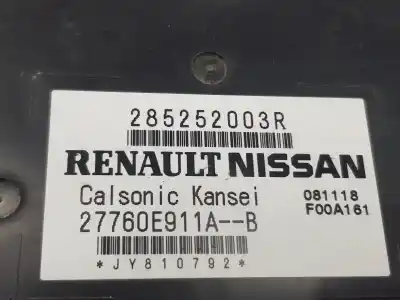 285252003R
RENAULT NISSAN
Calsonic Kansei 081118
27760E911A--B F00A161
*JY810792*